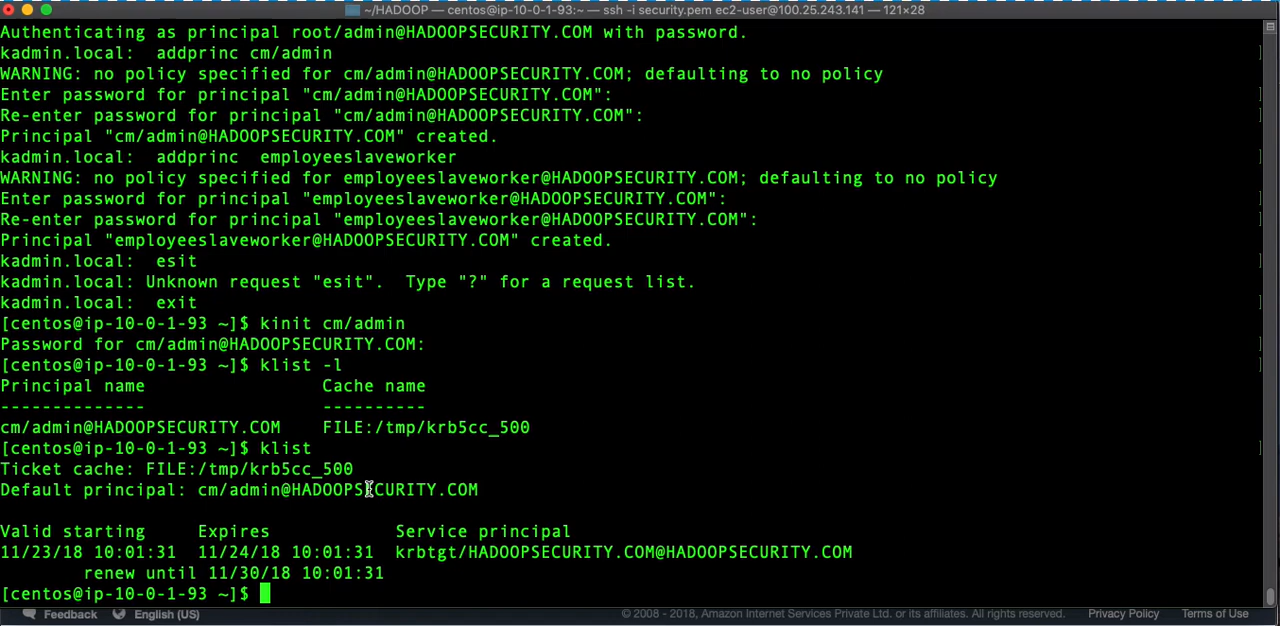 ~/HADOOP — centos@ip-10-0-1-93:~ — ssh -i security.pem ec2-user@100.25.243.141 — 121×28
Authenticating as principal root/admin@HADOOPSECURITY.COM with password.
kadmin.local:  addprinc cm/admin
WARNING: no policy specified for cm/admin@HADOOPSECURITY.COM; defaulting to no policy
Enter password for principal "cm/admin@HADOOPSECURITY.COM":
Re-enter password for principal "cm/admin@HADOOPSECURITY.COM":
Principal "cm/admin@HADOOPSECURITY.COM" created.
kadmin.local:  addprinc  employeeslaveworker
WARNING: no policy specified for employeeslaveworker@HADOOPSECURITY.COM; defaulting to no policy
Enter password for principal "employeeslaveworker@HADOOPSECURITY.COM":
Re-enter password for principal "employeeslaveworker@HADOOPSECURITY.COM":
Principal "employeeslaveworker@HADOOPSECURITY.COM" created.
kadmin.local:  esit
kadmin.local: Unknown request "esit".  Type "?" for a request list.
kadmin.local:  exit
[centos@ip-10-0-1-93 ~]$ kinit cm/admin
Password for cm/admin@HADOOPSECURITY.COM:
[centos@ip-10-0-1-93 ~]$ klist -l
Principal name                 Cache name
--------------                 ----------
cm/admin@HADOOPSECURITY.COM    FILE:/tmp/krb5cc_500
[centos@ip-10-0-1-93 ~]$ klist
Ticket cache: FILE:/tmp/krb5cc_500
Default principal: cm/admin@HADOOPSECURITY.COM
Valid starting     Expires            Service principal
11/23/18 10:01:31  11/24/18 10:01:31  krbtgt/HADOOPSECURITY.COM@HADOOPSECURITY.COM
        renew until 11/30/18 10:01:31
[centos@ip-10-0-1-93 ~]$
Feedback  English (US)  © 2008 - 2018, Amazon Internet Services Private Ltd. or its affiliates. All rights reserved.  Privacy Policy  Terms of Use